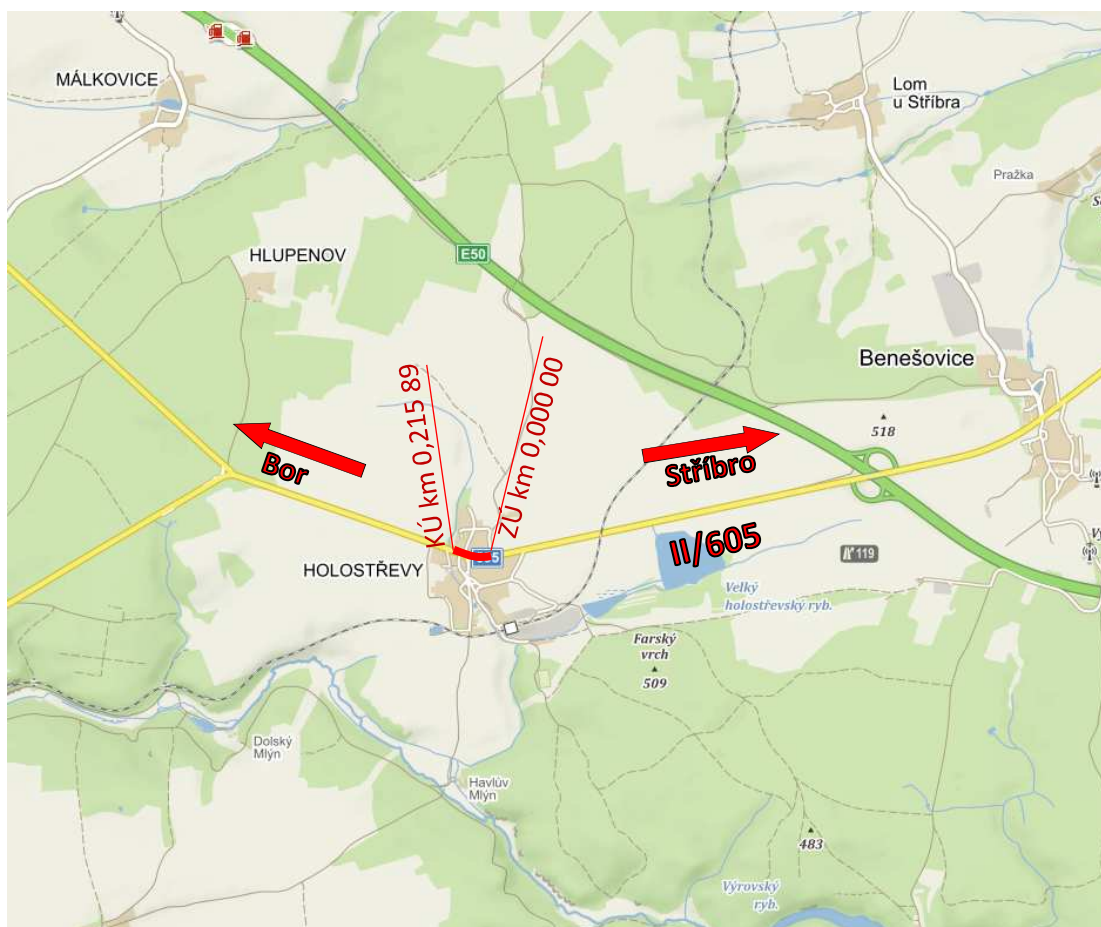 MÁLKOVICE
Lom
u Stříbra
Pražka
HLUPENOV
E50
Benešovice
KÚ km 0,215 89
ZÚ km 0,000 00
518
Bor
Stříbro
II/605
119
HOLOSTŘEVY
Velký
holostřevský ryb.
Farský
vrch
509
Dolský
Mlýn
Havlův
Mlýn
483
Výrovský
ryb.